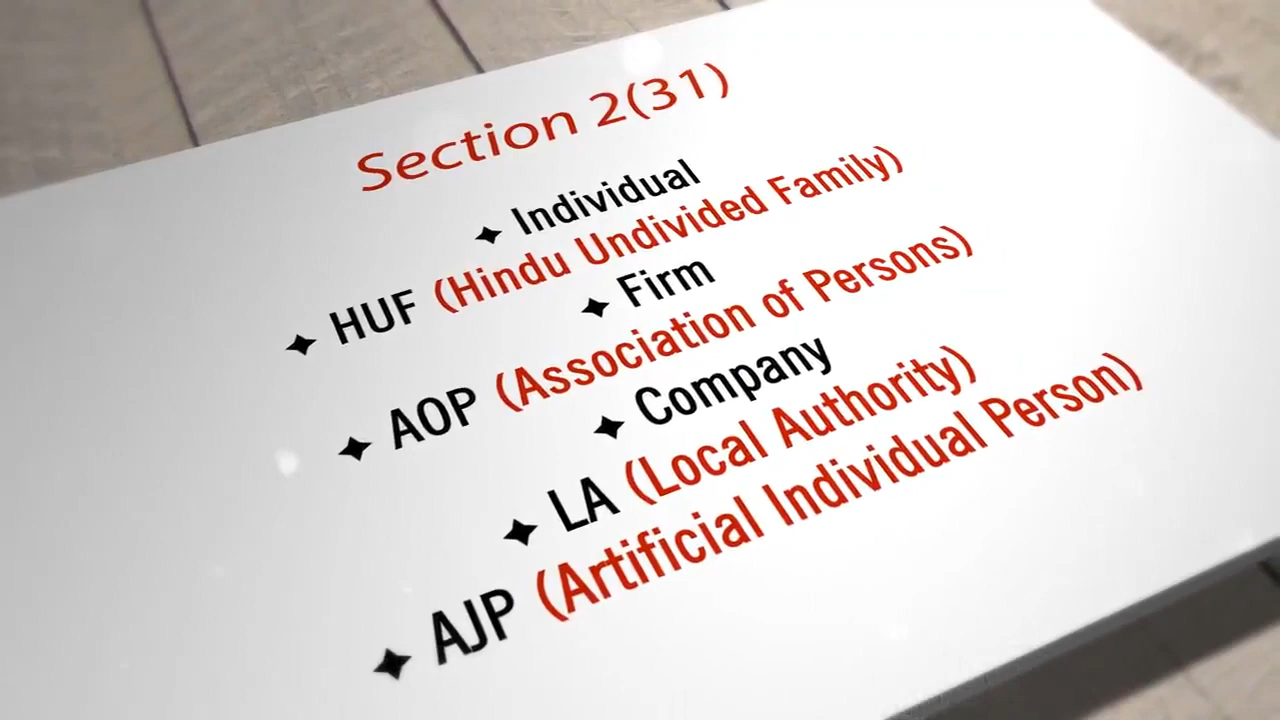 Section 2(31)
✦ Individual
✦ HUF (Hindu Undivided Family)
✦ Firm
✦ AOP (Association of Persons)
✦ Company
✦ LA (Local Authority)
✦ AJP (Artificial Individual Person)